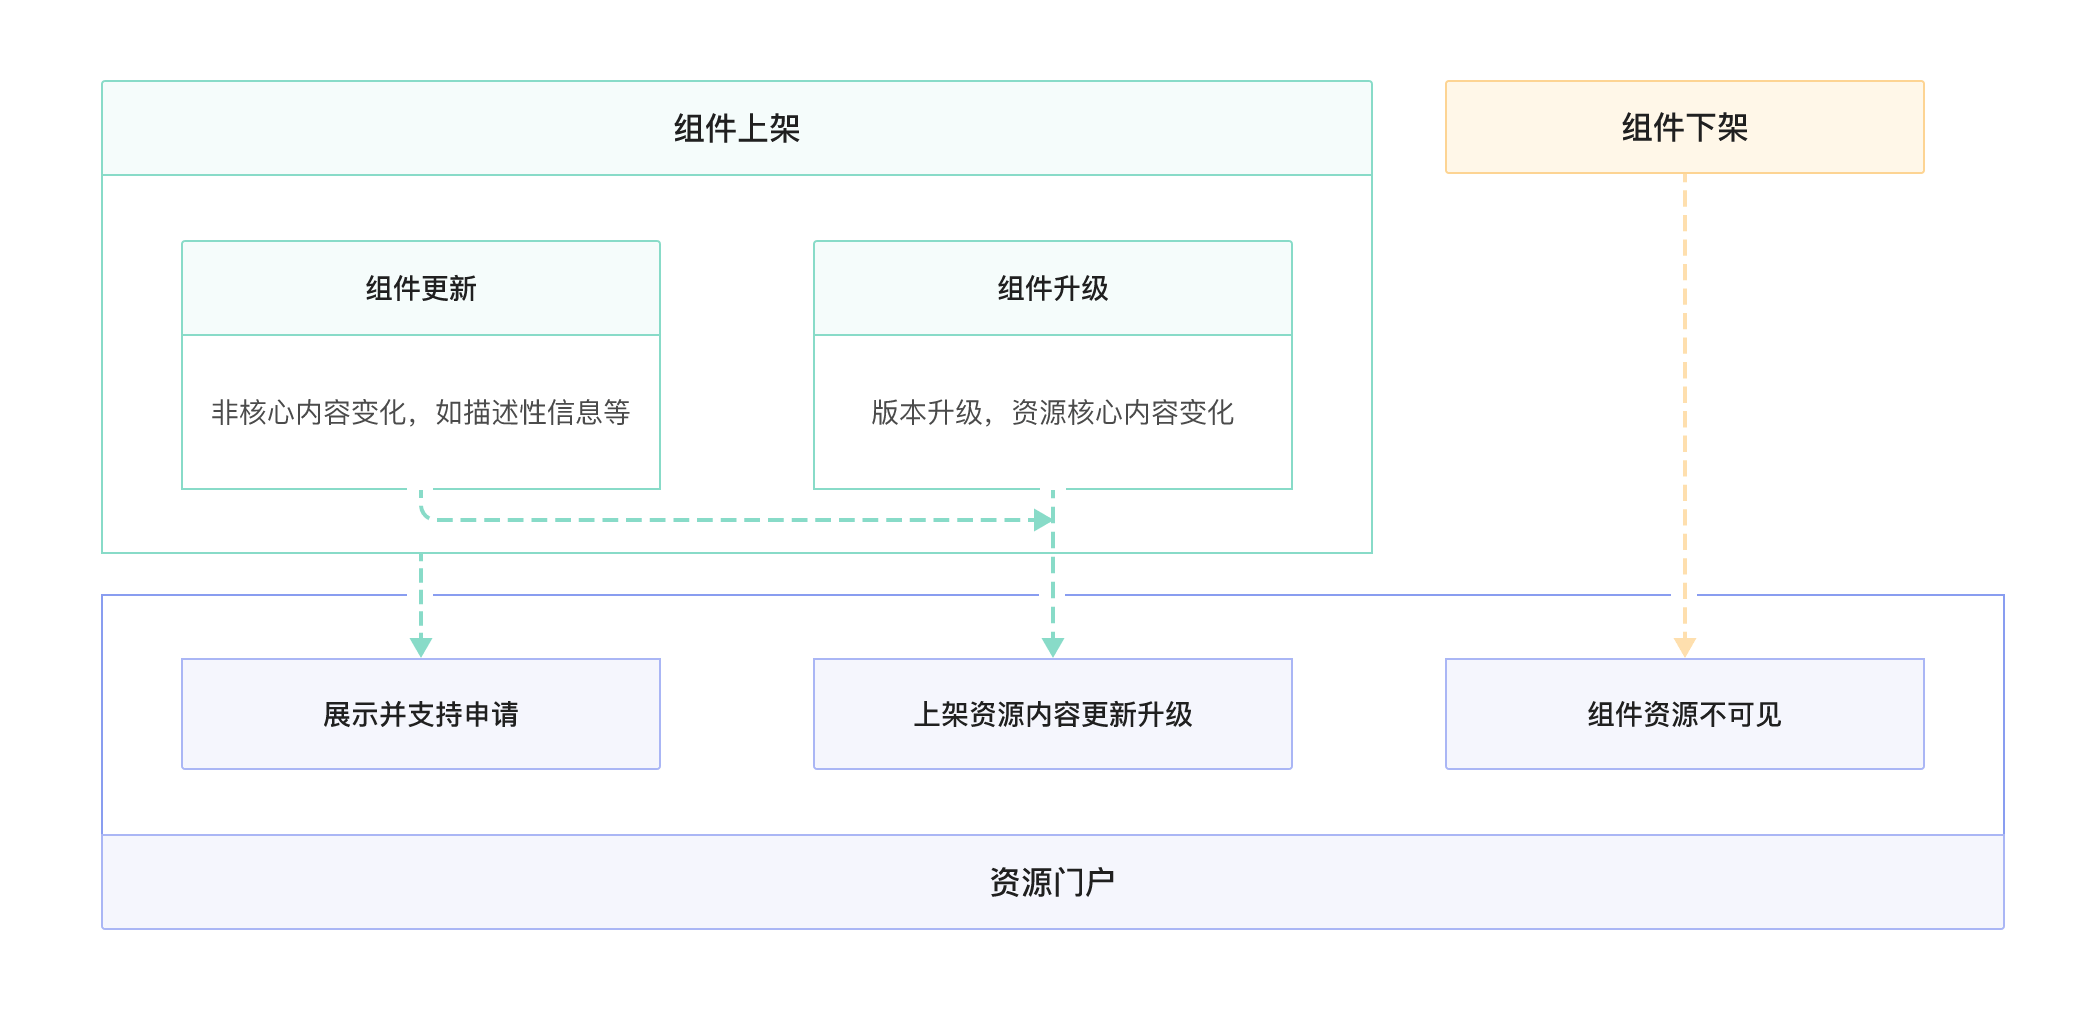 组件上架
组件下架
组件更新
组件升级
非核心内容变化，如描述性信息等
版本升级，资源核心内容变化
展示并支持申请
上架资源内容更新升级
组件资源不可见
资源门户